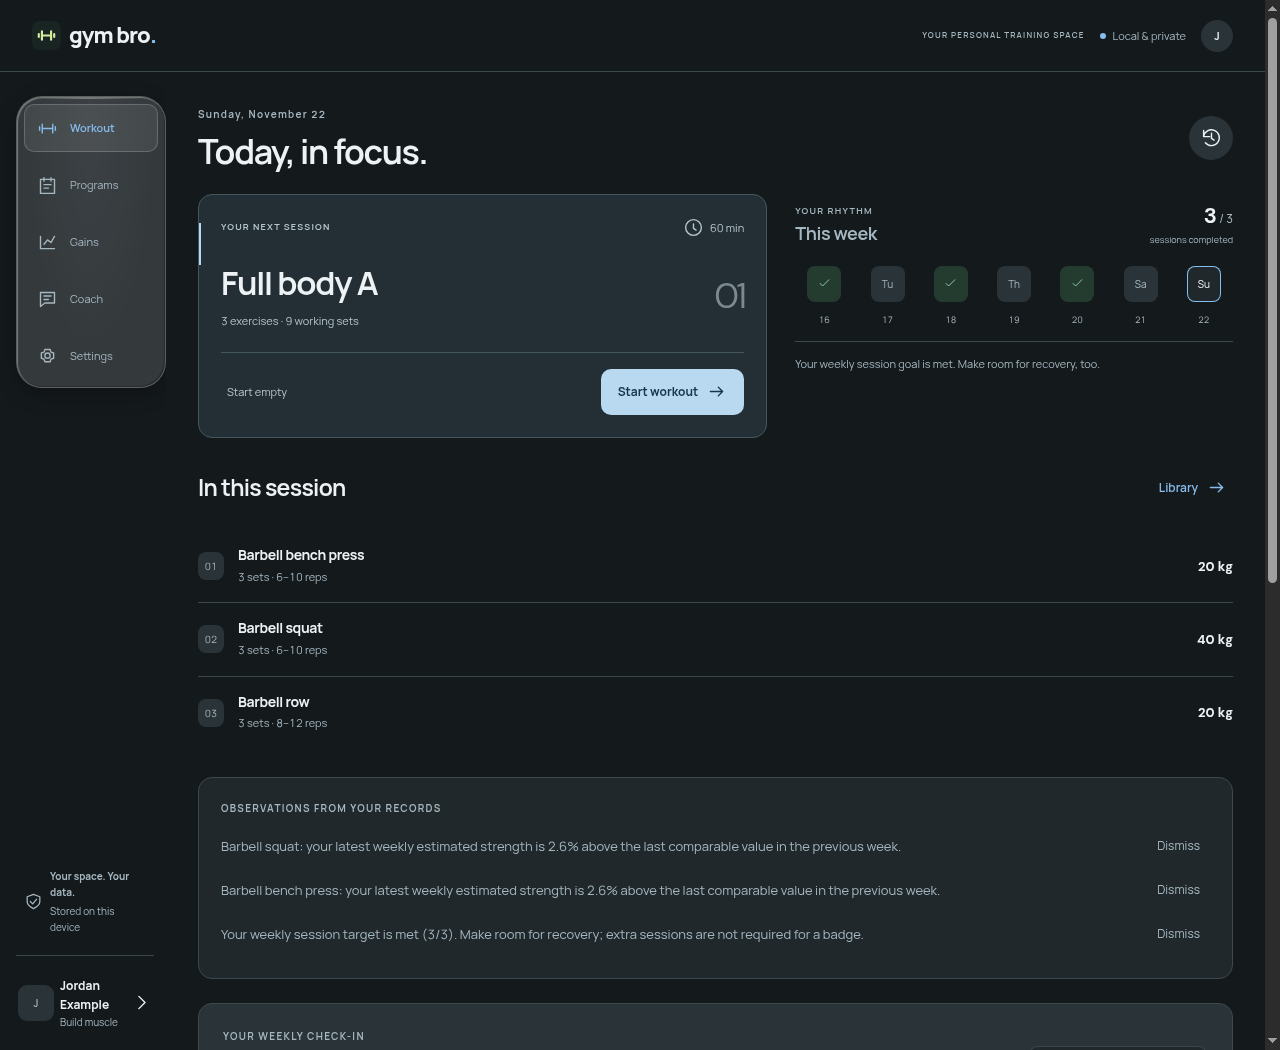 gym bro.
YOUR PERSONAL TRAINING SPACE
Local & private
J
Workout
Programs
Gains
Coach
Settings
Your space. Your
data.
Stored on this
device
J
Jordan
Example
Build muscle
Sunday, November 22
Today, in focus.
YOUR NEXT SESSION
60 min
Full body A
01
3 exercises · 9 working sets
Start empty
Start workout
YOUR RHYTHM
This week
3 / 3
sessions completed
Tu Th Sa Su
16 17 18 19 20 21 22
Your weekly session goal is met. Make room for recovery, too.
In this session
Library
01
Barbell bench press
3 sets · 6–10 reps
20 kg
02
Barbell squat
3 sets · 6–10 reps
40 kg
03
Barbell row
3 sets · 8–12 reps
20 kg
OBSERVATIONS FROM YOUR RECORDS
Barbell squat: your latest weekly estimated strength is 2.6% above the last comparable value in the previous week.
Dismiss
Barbell bench press: your latest weekly estimated strength is 2.6% above the last comparable value in the previous week.
Dismiss
Your weekly session target is met (3/3). Make room for recovery; extra sessions are not required for a badge.
Dismiss
YOUR WEEKLY CHECK-IN